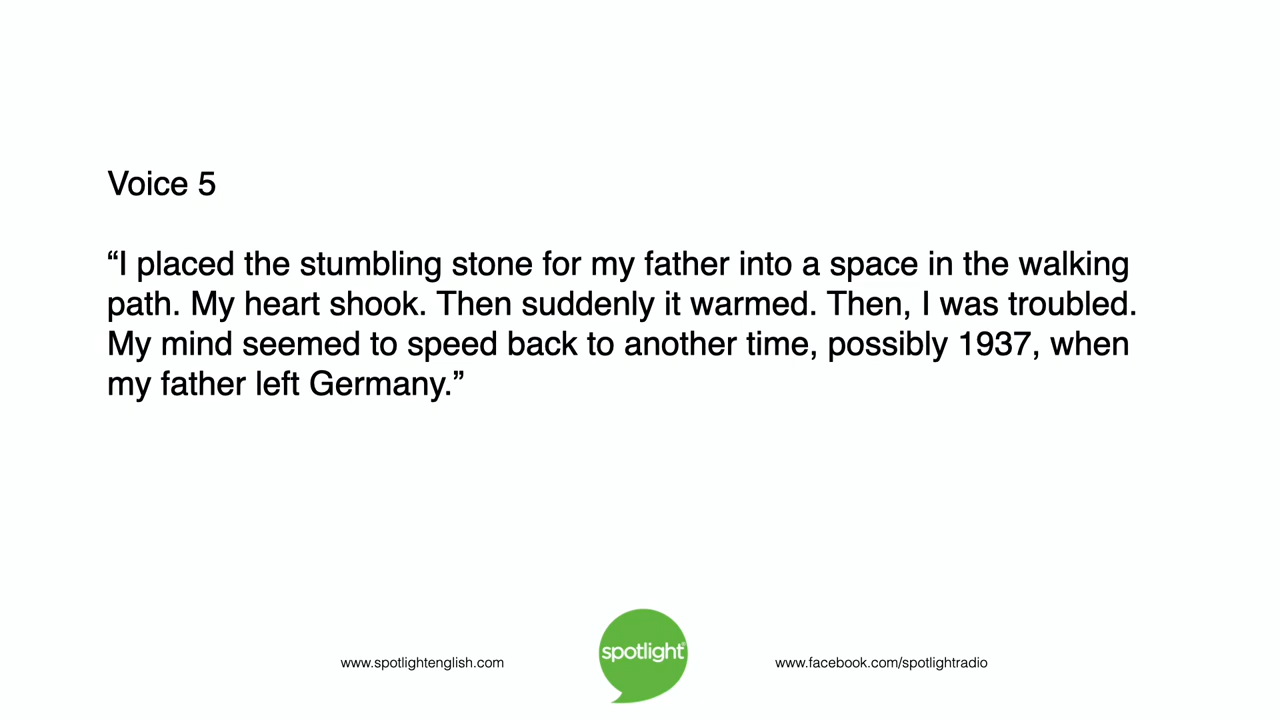 Voice 5
“I placed the stumbling stone for my father into a space in the walking
path. My heart shook. Then suddenly it warmed. Then, I was troubled.
My mind seemed to speed back to another time, possibly 1937, when
my father left Germany.”
www.spotlightenglish.com
spotlight®
www.facebook.com/spotlightradio